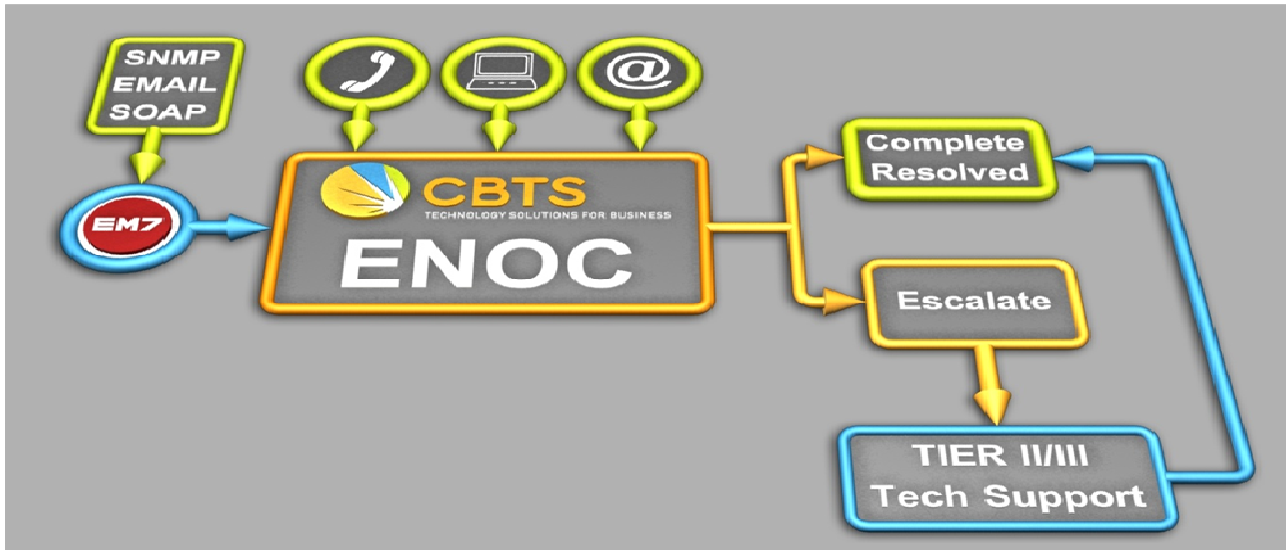 SNMP
EMAIL
SOAP
@
EM7
CBTS
TECHNOLOGY SOLUTIONS FOR BUSINESS
ENOC
Complete
Resolved
Escalate
TIER II/III
Tech Support